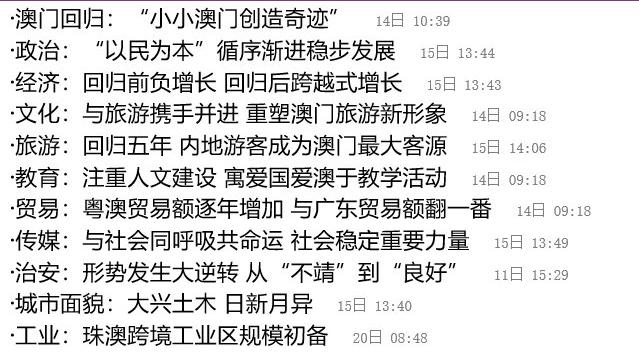 ·澳门回归：“小小澳门创造奇迹” 14日 10:39
·政治：“以民为本”循序渐进稳步发展 15日 13:44
·经济：回归前负增长 回归后跨越式增长 15日 13:43
·文化：与旅游携手并进 重塑澳门旅游新形象 14日 09:18
·旅游：回归五年 内地游客成为澳门最大客源 15日 14:06
·教育：注重人文建设 寓爱国爱澳于教学活动 14日 09:18
·贸易：粤澳贸易额逐年增加 与广东贸易额翻一番 14日 09:18
·传媒：与社会同呼吸共命运 社会稳定重要力量 15日 13:49
·治安：形势发生大逆转 从“不靖”到“良好” 11日 15:29
·城市面貌：大兴土木 日新月异 15日 13:40
·工业：珠澳跨境工业区规模初备 20日 08:48